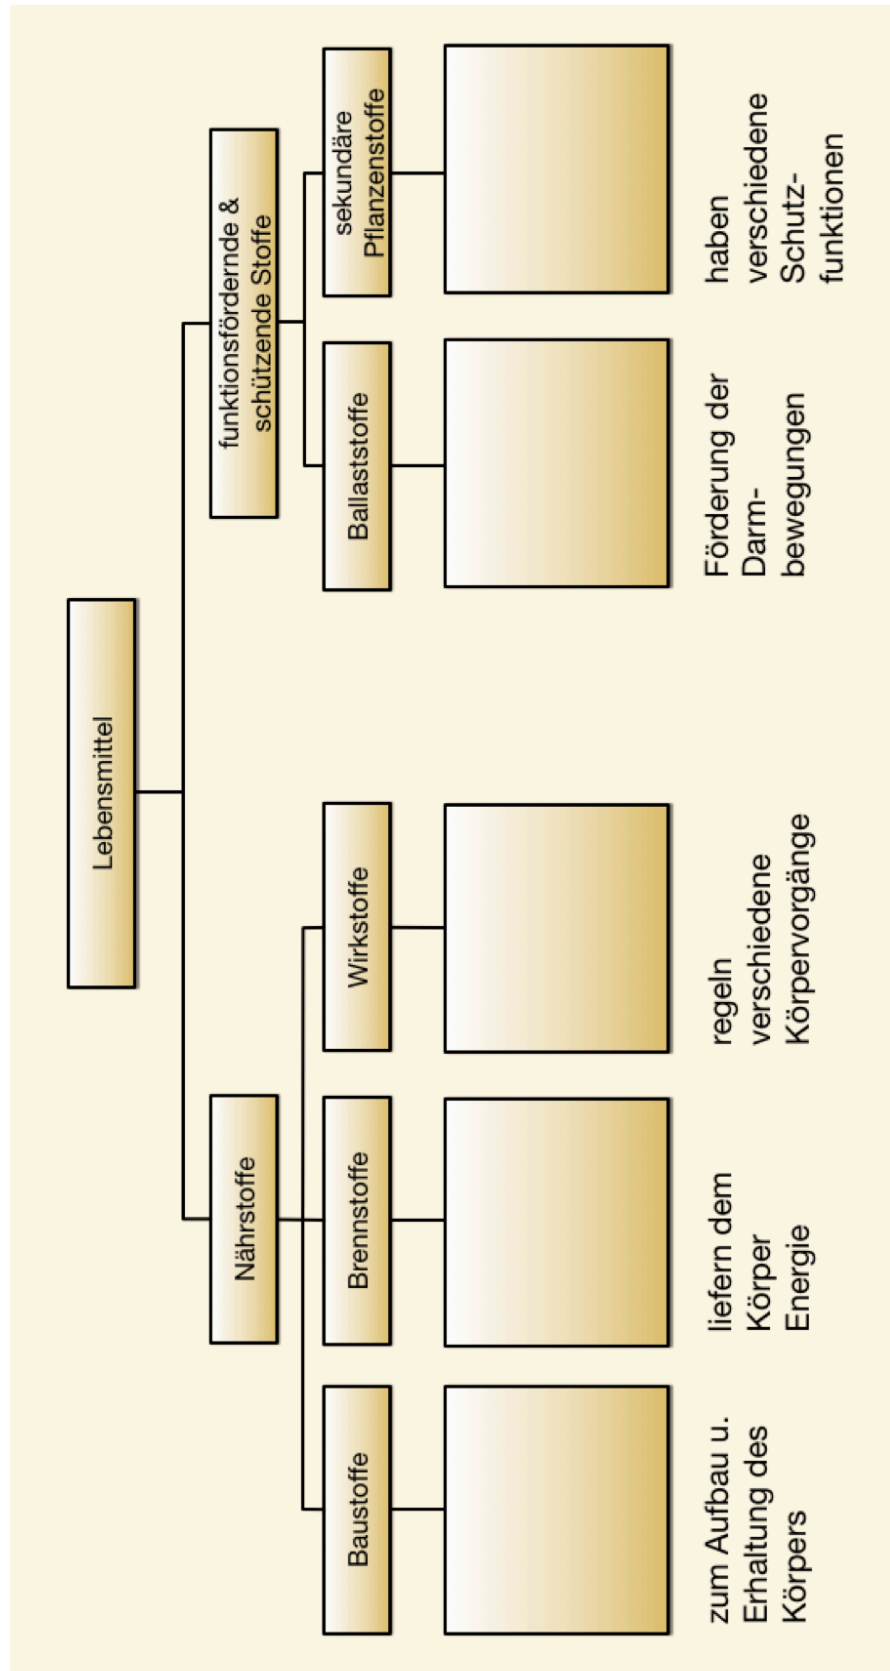 Lebensmittel
Nährstoffe
funktionsfördernde &
schützende Stoffe
Baustoffe
Brennstoffe
Wirkstoffe
Ballaststoffe
sekundäre
Pflanzenstoffe
zum Aufbau u.
Erhaltung des
Körpers
liefern dem
Körper
Energie
regeln
verschiedene
Körpervorgänge
Förderung der
Darm-
bewegungen
haben
verschiedene
Schutz-
funktionen